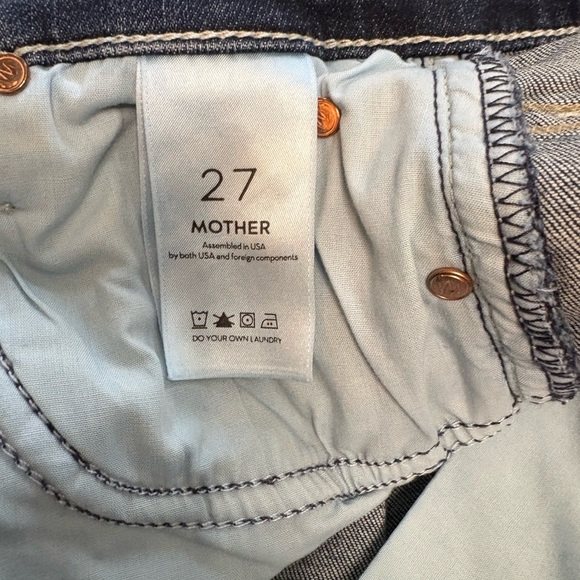 27
MOTHER
Assembled in USA
by both USA and foreign components
DO YOUR OWN LAUNDRY